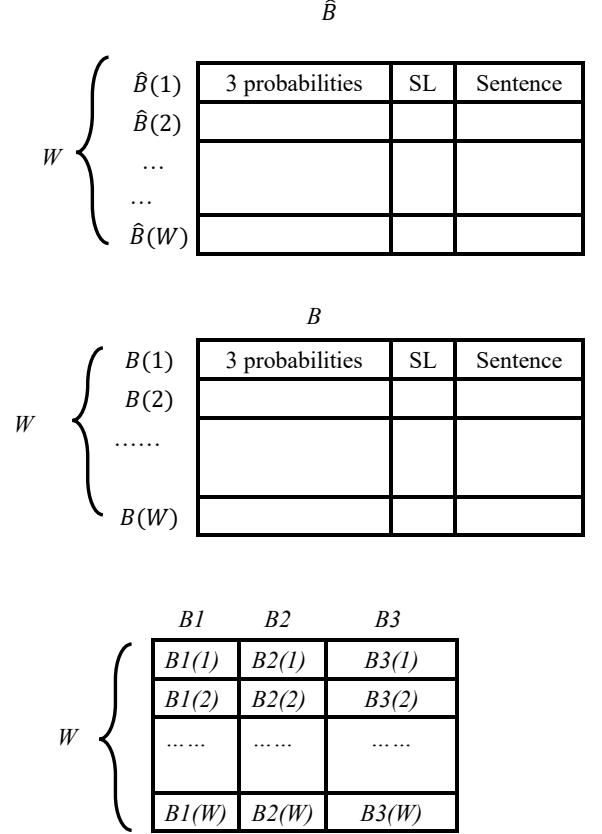 B̂
B̂(1) 3 probabilities SL Sentence
B̂(2)
W
…
…
B̂(W)
B
B(1) 3 probabilities SL Sentence
B(2)
W
……
B(W)
B1 B2 B3
B1(1) B2(1) B3(1)
B1(2) B2(2) B3(2)
W
…… …… ……
B1(W) B2(W) B3(W)